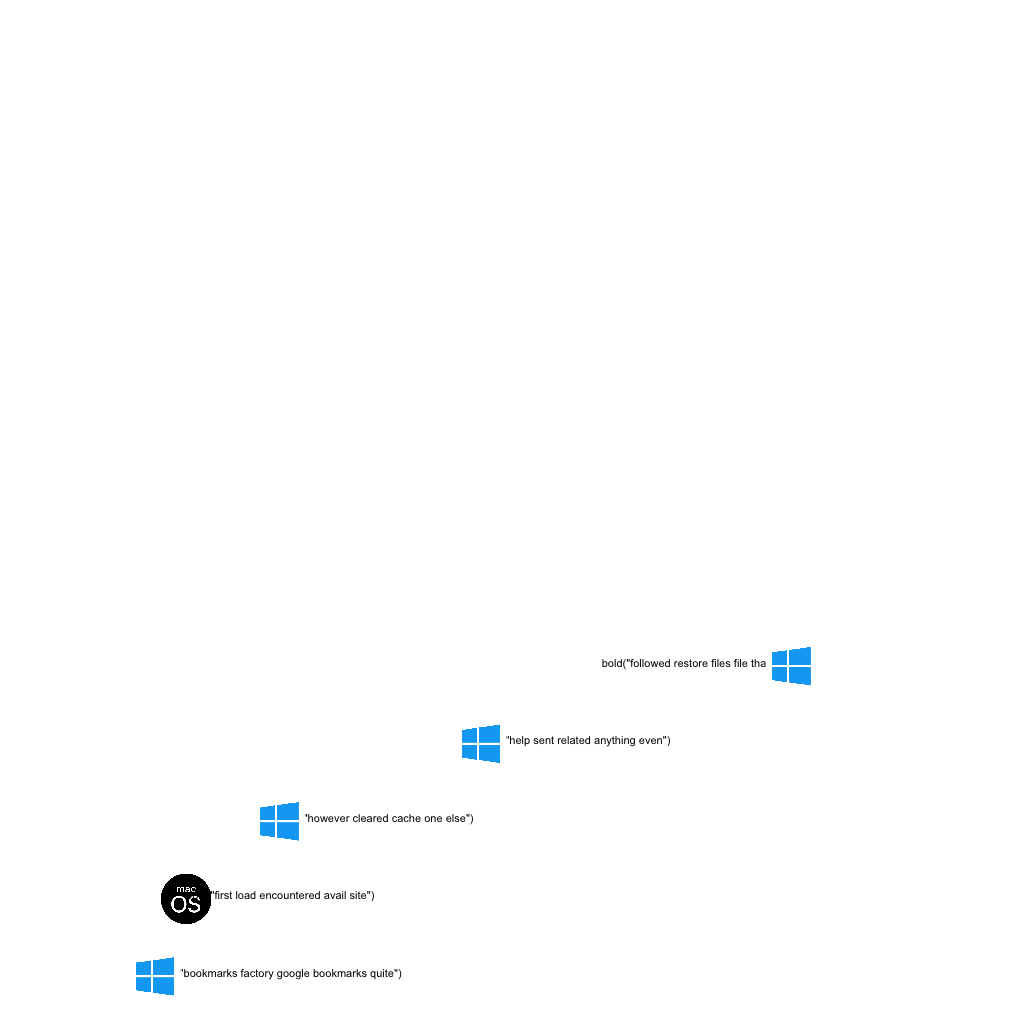 bold("followed restore files file tha
"help sent related anything even")
"however cleared cache one else")
mac
OS
"first load encountered avail site")
"bookmarks factory google bookmarks quite")